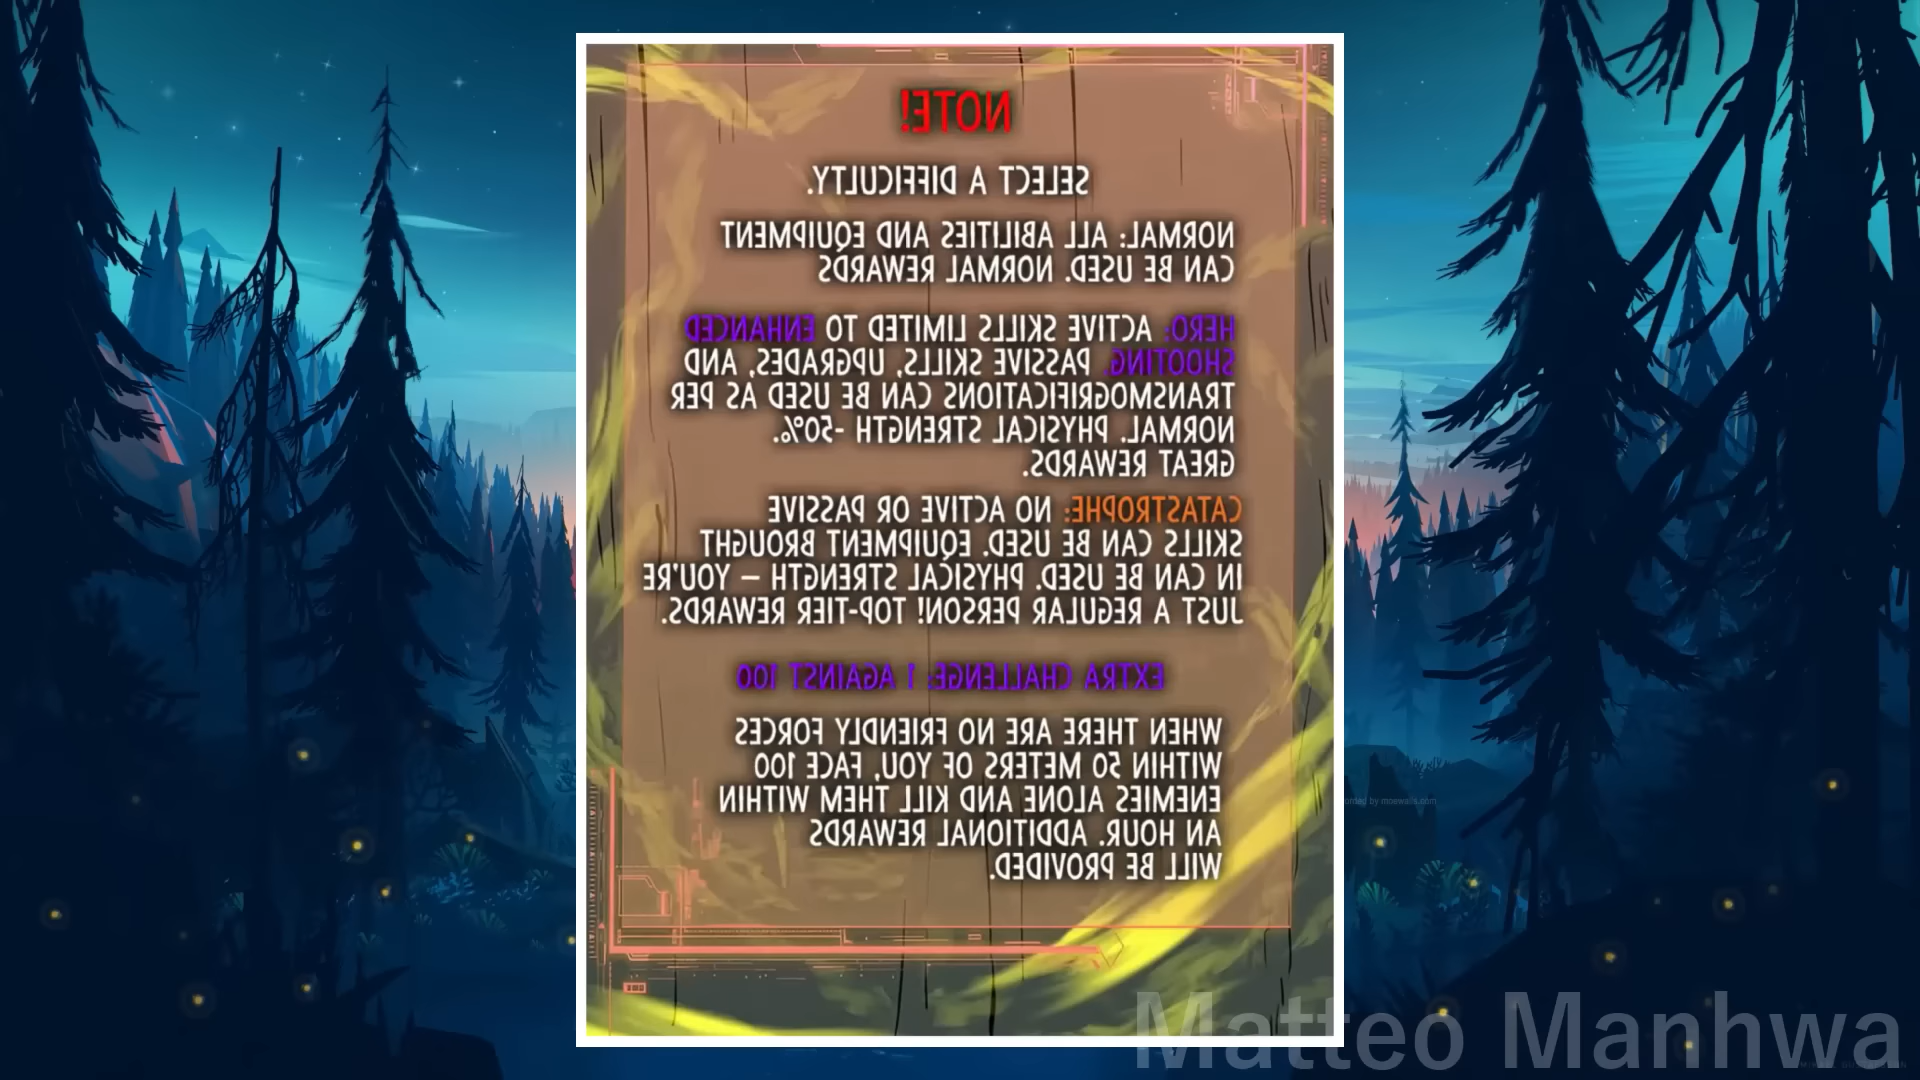 NOTE!
SELECT A DIFFICULTY.
NORMAL: ALL ABILITIES AND EQUIPMENT
CAN BE USED. NORMAL REWARDS
HERO: ACTIVE SKILLS LIMITED TO ENHANCED
SHOOTING. PASSIVE SKILLS, UPGRADES, AND
TRANSMOGRIFICATIONS CAN BE USED AS PER
NORMAL. PHYSICAL STRENGTH -50%.
GREAT REWARDS.
CATASTROPHE: NO ACTIVE OR PASSIVE
SKILLS CAN BE USED. EQUIPMENT BROUGHT
IN CAN BE USED. PHYSICAL STRENGTH – YOU'RE
JUST A REGULAR PERSON! TOP-TIER REWARDS.
EXTRA CHALLENGE: 1 AGAINST 100
WHEN THERE ARE NO FRIENDLY FORCES
WITHIN 50 METERS OF YOU, FACE 100
ENEMIES ALONE AND KILL THEM WITHIN
AN HOUR. ADDITIONAL REWARDS
WILL BE PROVIDED.
by moewalls.com
Matteo Manhwa